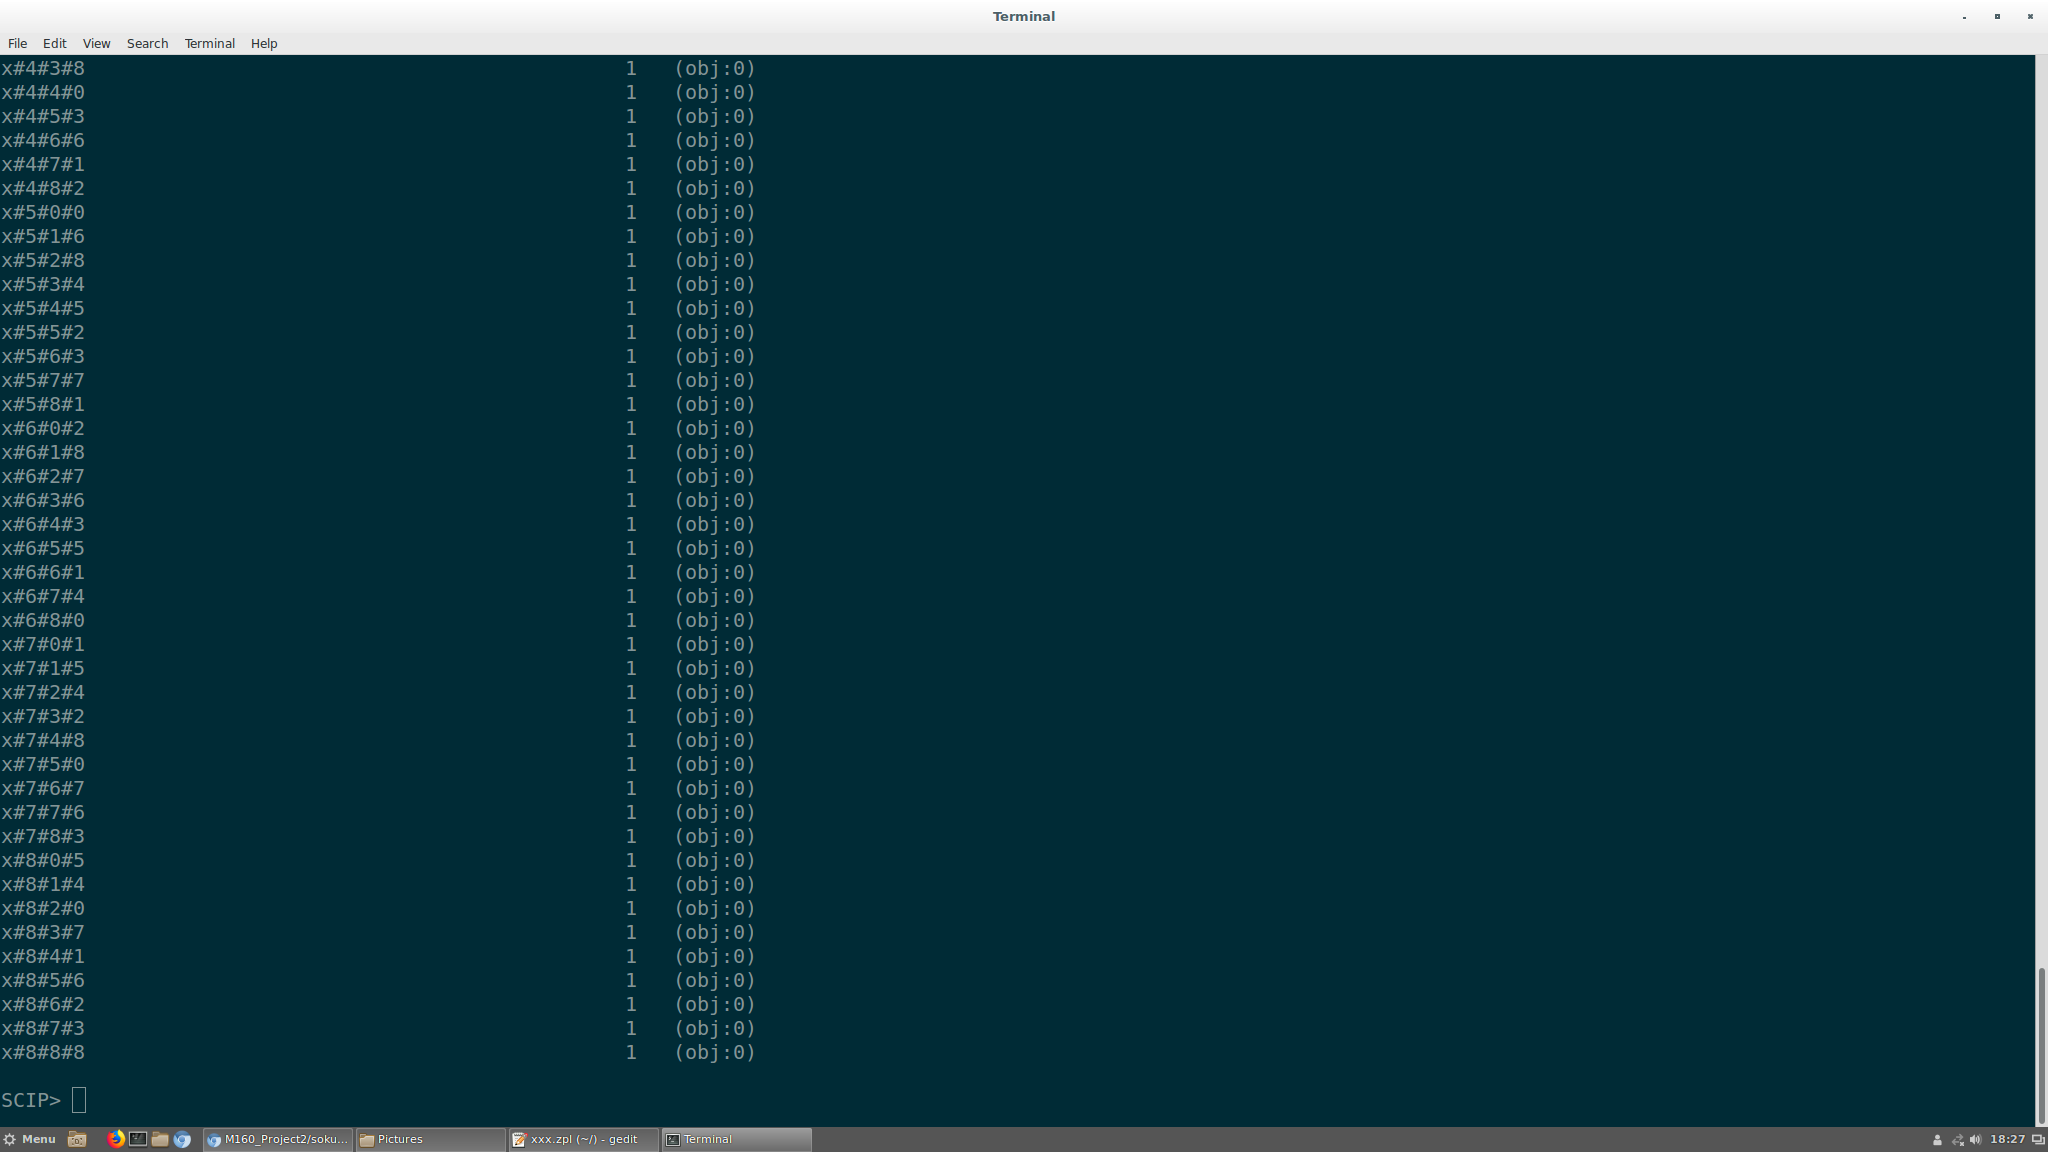 Terminal
File Edit View Search Terminal Help
x#4#3#8 1 (obj:0)
x#4#4#0 1 (obj:0)
x#4#5#3 1 (obj:0)
x#4#6#6 1 (obj:0)
x#4#7#1 1 (obj:0)
x#4#8#2 1 (obj:0)
x#5#0#0 1 (obj:0)
x#5#1#6 1 (obj:0)
x#5#2#8 1 (obj:0)
x#5#3#4 1 (obj:0)
x#5#4#5 1 (obj:0)
x#5#5#2 1 (obj:0)
x#5#6#3 1 (obj:0)
x#5#7#7 1 (obj:0)
x#5#8#1 1 (obj:0)
x#6#0#2 1 (obj:0)
x#6#1#8 1 (obj:0)
x#6#2#7 1 (obj:0)
x#6#3#6 1 (obj:0)
x#6#4#3 1 (obj:0)
x#6#5#5 1 (obj:0)
x#6#6#1 1 (obj:0)
x#6#7#4 1 (obj:0)
x#6#8#0 1 (obj:0)
x#7#0#1 1 (obj:0)
x#7#1#5 1 (obj:0)
x#7#2#4 1 (obj:0)
x#7#3#2 1 (obj:0)
x#7#4#8 1 (obj:0)
x#7#5#0 1 (obj:0)
x#7#6#7 1 (obj:0)
x#7#7#6 1 (obj:0)
x#7#8#3 1 (obj:0)
x#8#0#5 1 (obj:0)
x#8#1#4 1 (obj:0)
x#8#2#0 1 (obj:0)
x#8#3#7 1 (obj:0)
x#8#4#1 1 (obj:0)
x#8#5#6 1 (obj:0)
x#8#6#2 1 (obj:0)
x#8#7#3 1 (obj:0)
x#8#8#8 1 (obj:0)
SCIP>
Menu M160_Project2/soku... Pictures xxx.zpl (~/) - gedit Terminal 18:27